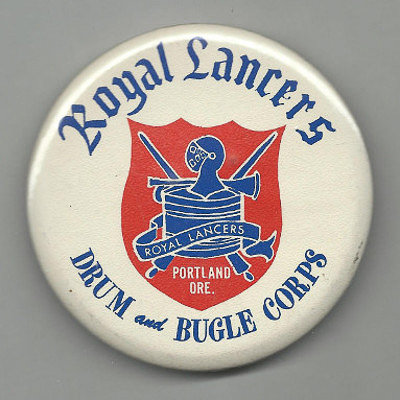 Royal Lancers
ROYAL LANCERS
PORTLAND
ORE.
DRUM and BUGLE CORPS